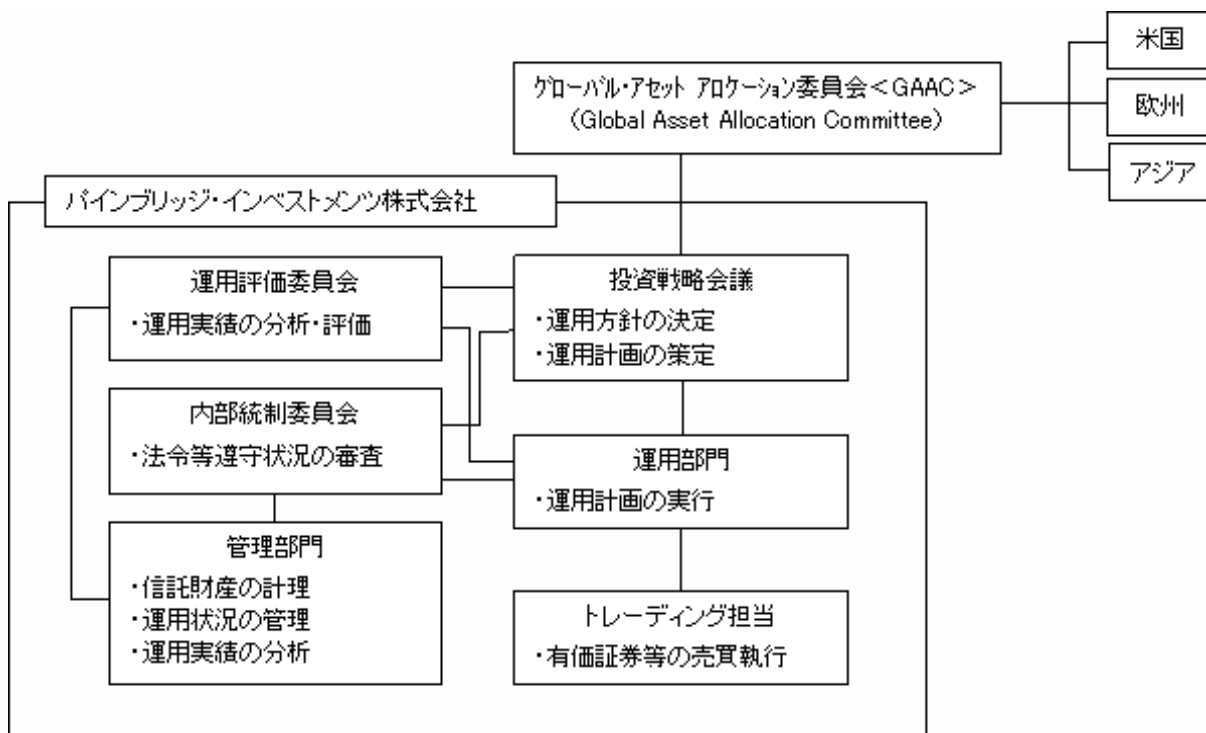 米国
グローバル・アセット アロケーション委員会<GAAC>
(Global Asset Allocation Committee)
欧州
アジア
パインブリッジ・インベストメンツ株式会社
運用評価委員会
・運用実績の分析・評価
投資戦略会議
・運用方針の決定
・運用計画の策定
内部統制委員会
・法令等遵守状況の審査
運用部門
・運用計画の実行
管理部門
・信託財産の計理
・運用状況の管理
・運用実績の分析
トレーディング担当
・有価証券等の売買執行